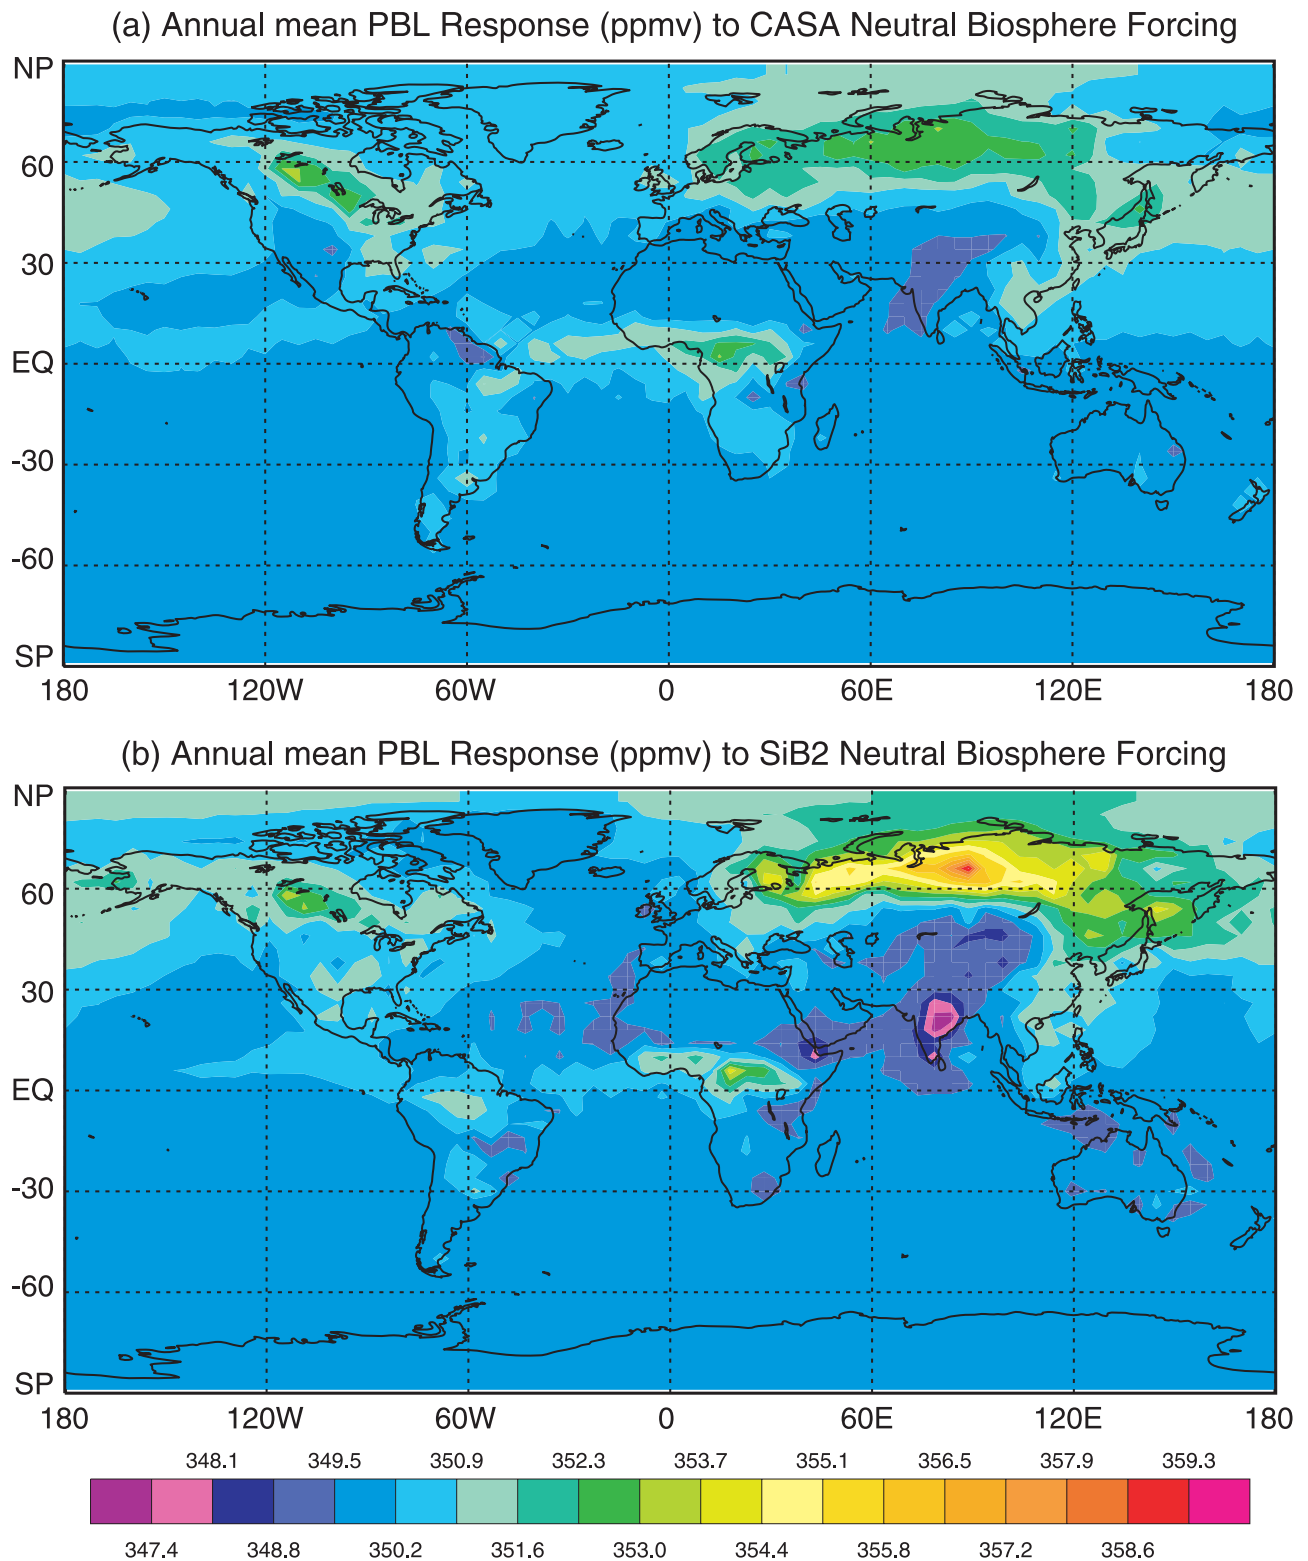 (a) Annual mean PBL Response (ppmv) to CASA Neutral Biosphere Forcing
NP
60
30
EQ
-30
-60
SP
180 120W 60W 0 60E 120E 180
(b) Annual mean PBL Response (ppmv) to SiB2 Neutral Biosphere Forcing
NP
60
30
EQ
-30
-60
SP
180 120W 60W 0 60E 120E 180
348.1 349.5 350.9 352.3 353.7 355.1 356.5 357.9 359.3
347.4 348.8 350.2 351.6 353.0 354.4 355.8 357.2 358.6